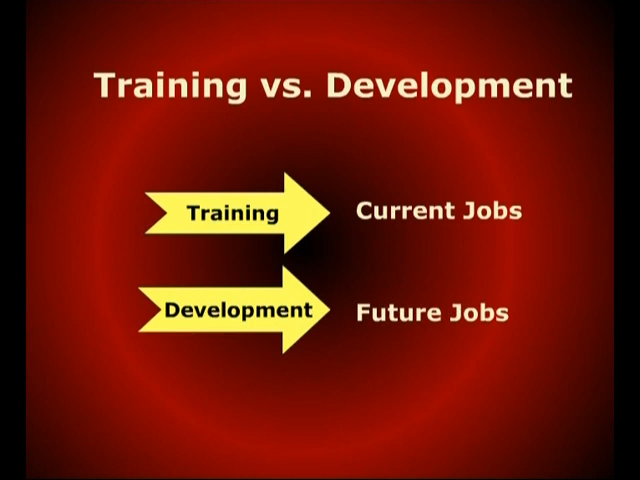 Training vs. Development
Training
Current Jobs
Development
Future Jobs